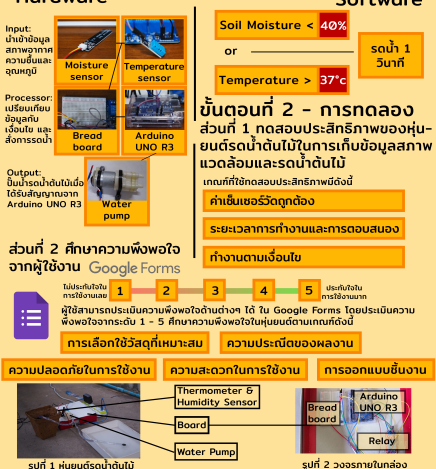 Hardware
Software
Input:
นำเข้าข้อมูล
สภาพอากาศ
ความชื้นและ
อุณหภูมิ
Moisture
sensor
Temperature
sensor
Processor:
เปรียบเทียบ
ข้อมูลกับ
เงื่อนไข และ
สั่งการรดน้ำ
Bread
board
Arduino
UNO R3
Output:
ปั๊มน้ำรดน้ำต้นไม้เมื่อ
ได้รับสัญญาณจาก
Arduino UNO R3
Water
pump
Soil Moisture < 40%
or
Temperature > 37°c
รดน้ำ 1
วินาที
ขั้นตอนที่ 2 - การทดลอง
ส่วนที่ 1 ทดสอบประสิทธิภาพของหุ่น-
ยนต์รดน้ำต้นไม้ในการเก็บข้อมูลสภาพ
แวดล้อมและรดน้ำต้นไม้
เกณฑ์ที่ใช้ทดสอบประสิทธิภาพมีดังนี้
ค่าเซ็นเซอร์วัดถูกต้อง
ระยะเวลาการทำงานและการตอบสนอง
ทำงานตามเงื่อนไข
ส่วนที่ 2 ศึกษาความพึงพอใจ
จากผู้ใช้งาน Google Forms
ไม่ประทับใจใน
การใช้งานเลย
1 2 3 4 5
ประทับใจใน
การใช้งานมาก
ผู้ใช้สามารถประเมินความพึงพอใจด้านต่างๆ ได้ ใน Google Forms โดยประเมินความ
พึงพอใจจากระดับ 1 - 5 ศึกษาความพึงพอใจในหุ่นยนต์ตามเกณฑ์ดังนี้
การเลือกใช้วัสดุที่เหมาะสม
ความประณีตของผลงาน
ความปลอดภัยในการใช้งาน
ความสะดวกในการใช้งาน
การออกแบบชิ้นงาน
Thermometer &
Humidity Sensor
Board
Water Pump
Bread
board
Arduino
UNO R3
Relay
รูปที่ 1 หุ่นยนต์รดน้ำต้นไม้
รูปที่ 2 วงจรภายในกล่อง